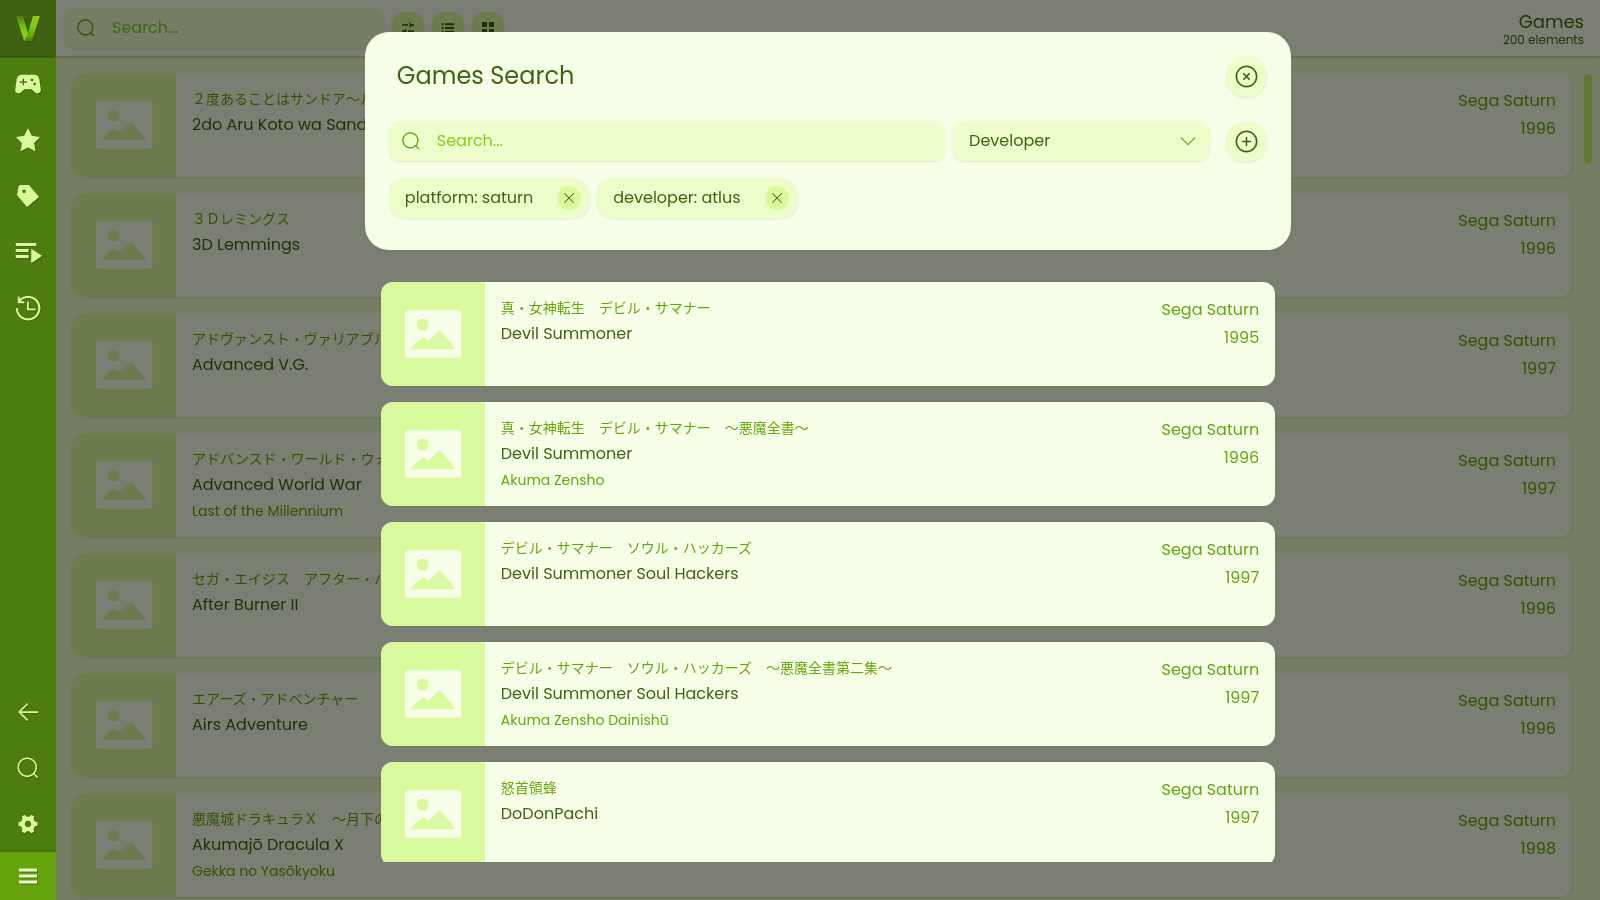 Search...
Games
200 elements
Games Search
Search...
Developer
platform: saturn
developer: atlus
真・女神転生　デビル・サマナー
Devil Summoner
Sega Saturn
1995
真・女神転生　デビル・サマナー　～悪魔全書～
Devil Summoner
Akuma Zensho
Sega Saturn
1996
デビル・サマナー　ソウル・ハッカーズ
Devil Summoner Soul Hackers
Sega Saturn
1997
デビル・サマナー　ソウル・ハッカーズ　～悪魔全書第二集～
Devil Summoner Soul Hackers
Akuma Zensho Dainishū
Sega Saturn
1997
怒首領蜂
DoDonPachi
Sega Saturn
1997
２度あることはサンドア～
2do Aru Koto wa Sand
Sega Saturn
1996
３Ｄレミングス
3D Lemmings
Sega Saturn
1996
アドヴァンスト・ヴァリアブル
Advanced V.G.
Sega Saturn
1997
アドバンスド・ワールド・ウォ
Advanced World War
Last of the Millennium
Sega Saturn
1997
セガ・エイジス　アフター・
After Burner II
Sega Saturn
1996
エアーズ・アドベンチャー
Airs Adventure
Sega Saturn
1996
悪魔城ドラキュラＸ　～月下の
Akumajō Dracula X
Gekka no Yasōkyoku
Sega Saturn
1998